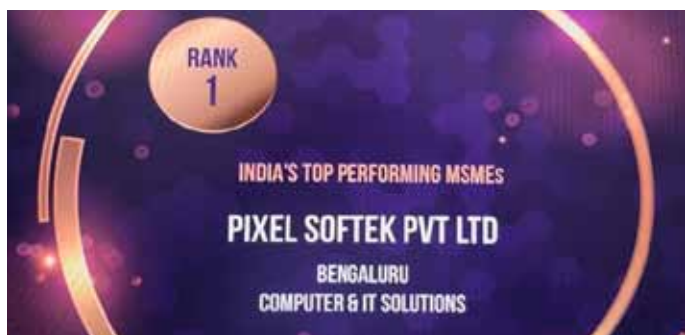 RANK
1
INDIA'S TOP PERFORMING MSMEs
PIXEL SOFTEK PVT LTD
BENGALURU
COMPUTER & IT SOLUTIONS